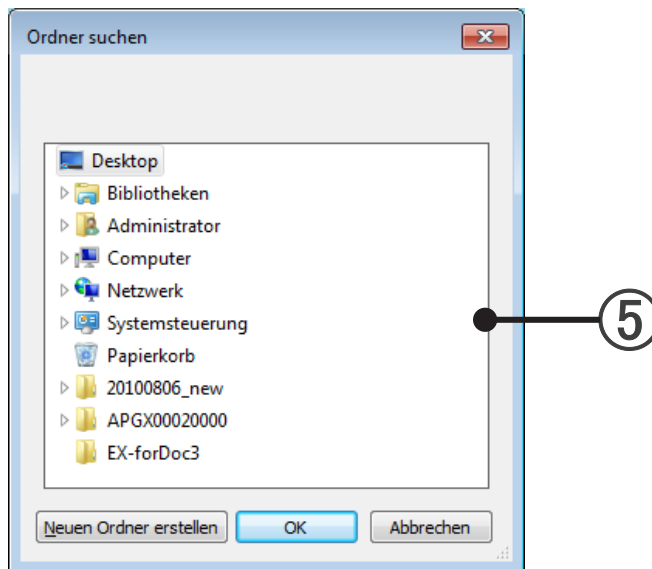 Ordner suchen
Desktop
Bibliotheken
Administrator
Computer
Netzwerk
Systemsteuerung
Papierkorb
20100806_new
APGX00020000
EX-forDoc3
Neuen Ordner erstellen OK Abbrechen
⑤